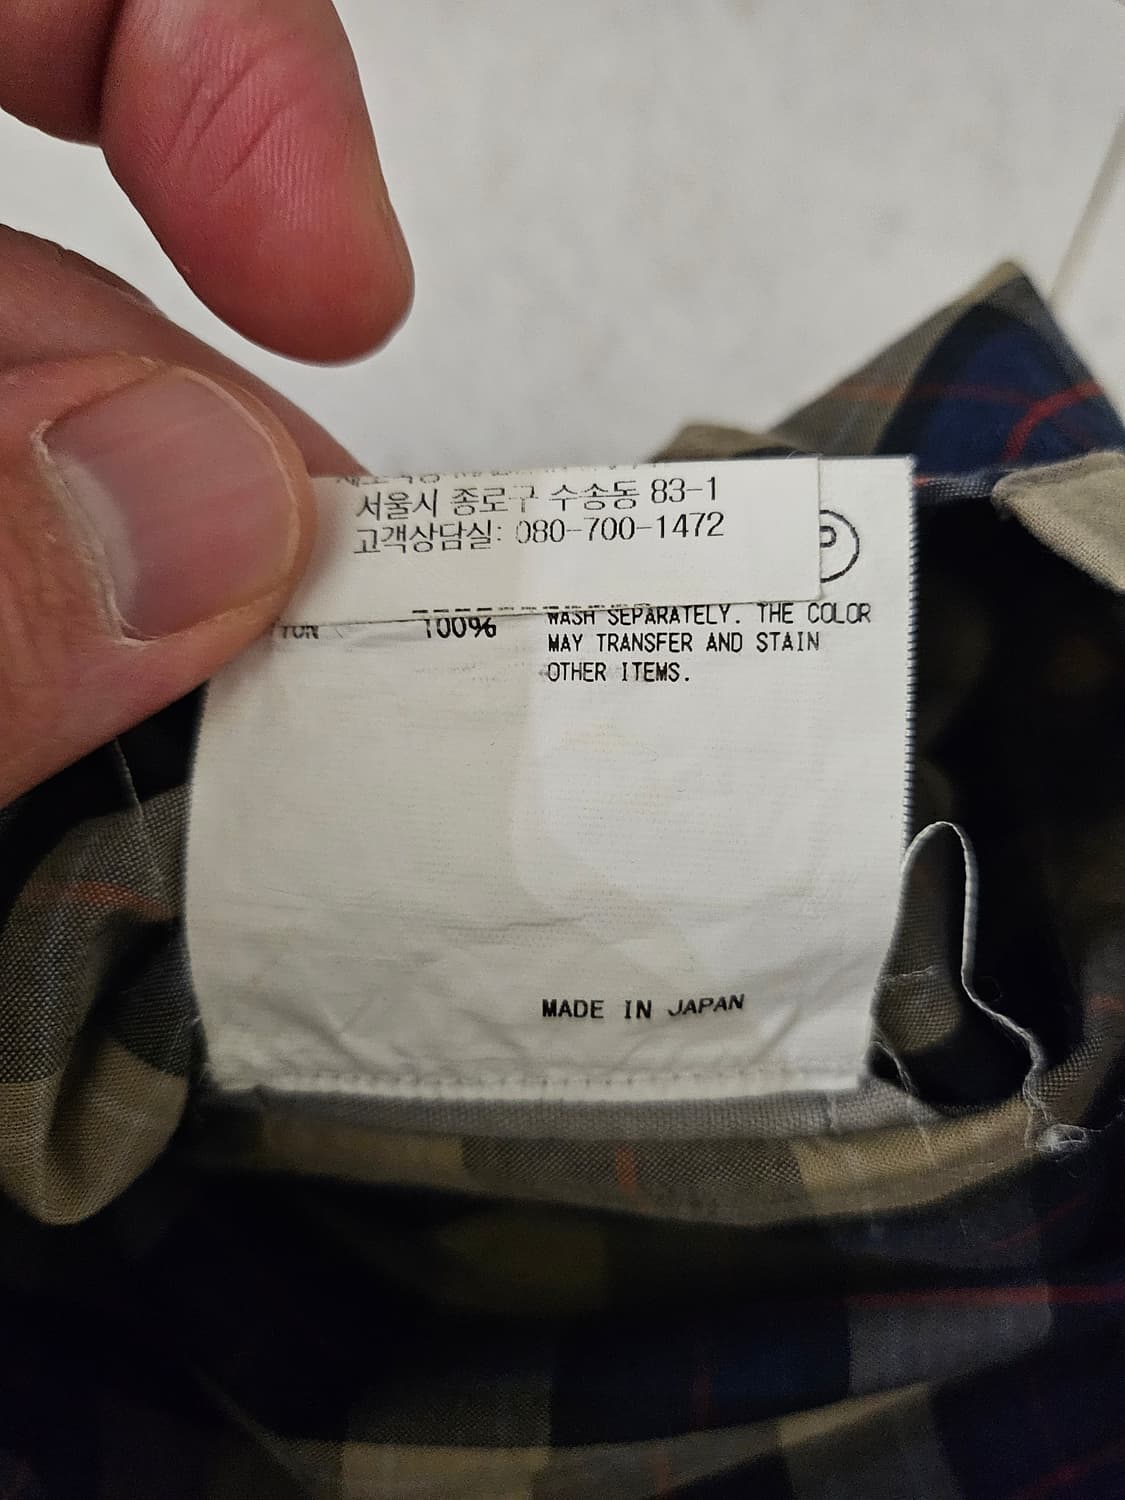 서울시 종로구 수송동 83-1
고객상담실: 080-700-1472
P
100%
WASH SEPARATELY. THE COLOR
MAY TRANSFER AND STAIN
OTHER ITEMS.
MADE IN JAPAN